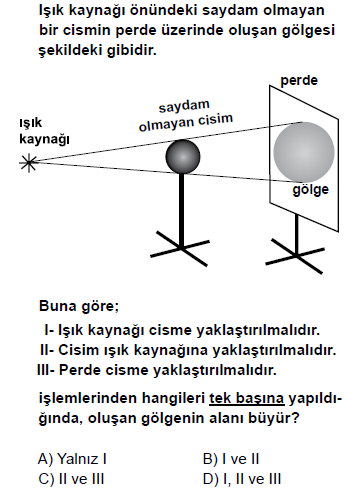 Işık kaynağı önündeki saydam olmayan
bir cismin perde üzerinde oluşan gölgesi
şekildeki gibidir.
perde
saydam
olmayan cisim
ışık
kaynağı
gölge
Buna göre;
I- Işık kaynağı cisme yaklaştırılmalıdır.
II- Cisim ışık kaynağına yaklaştırılmalıdır.
III- Perde cisme yaklaştırılmalıdır.
işlemlerinden hangileri tek başına yapıldı-
ğında, oluşan gölgenin alanı büyür?
A) Yalnız I B) I ve II
C) II ve III D) I, II ve III